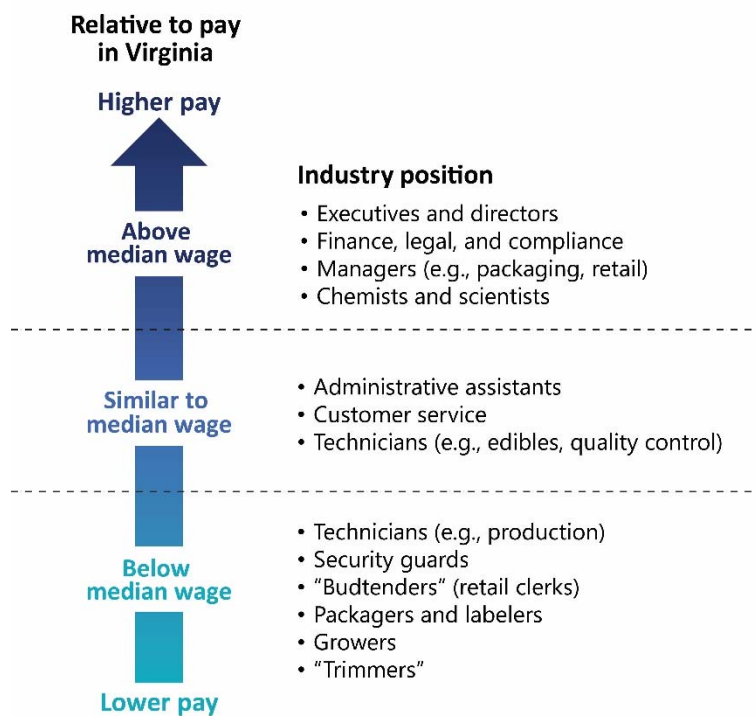 Relative to pay
in Virginia
Higher pay
Industry position
• Executives and directors
• Finance, legal, and compliance
• Managers (e.g., packaging, retail)
• Chemists and scientists
Above
median wage
• Administrative assistants
• Customer service
• Technicians (e.g., edibles, quality control)
Similar to
median wage
• Technicians (e.g., production)
• Security guards
• “Budtenders” (retail clerks)
• Packagers and labelers
• Growers
• “Trimmers”
Below
median wage
Lower pay